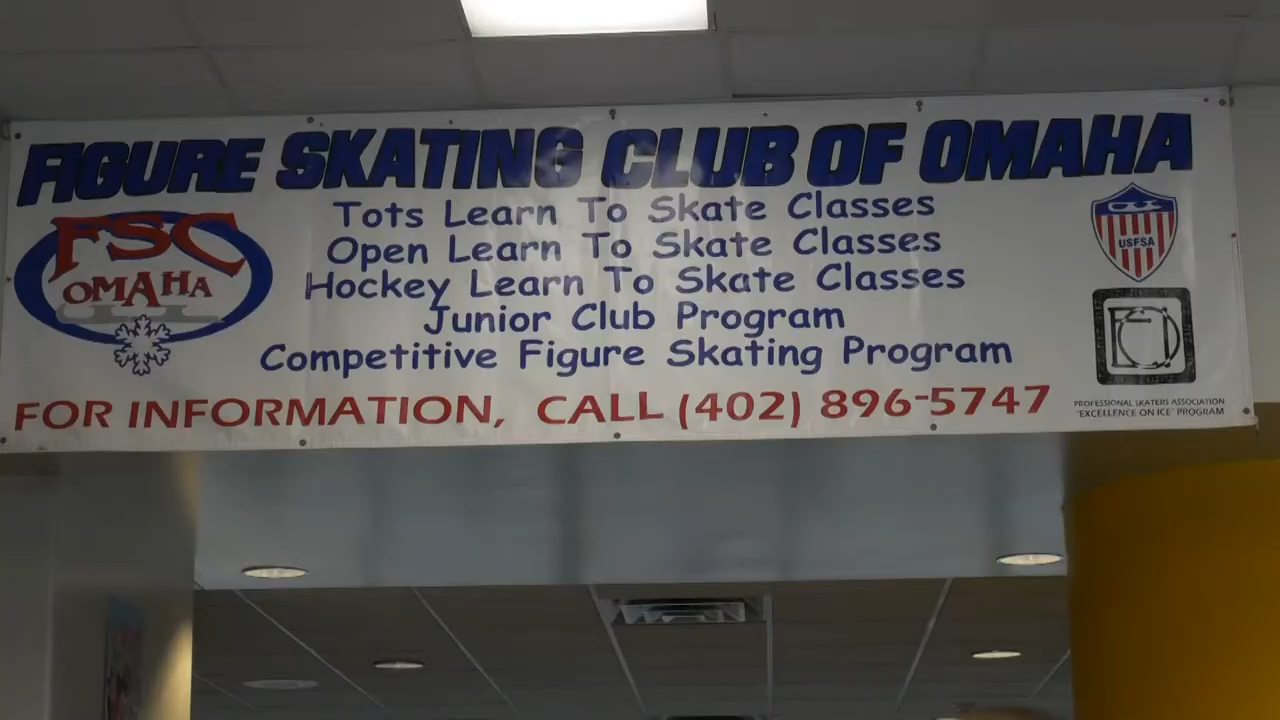 FIGURE SKATING CLUB OF OMAHA
FSC
OMAHA
Tots Learn To Skate Classes
Open Learn To Skate Classes
Hockey Learn To Skate Classes
Junior Club Program
Competitive Figure Skating Program
FOR INFORMATION, CALL (402) 896-5747
USFSA
PROFESSIONAL SKATERS ASSOCIATION
"EXCELLENCE ON ICE" PROGRAM